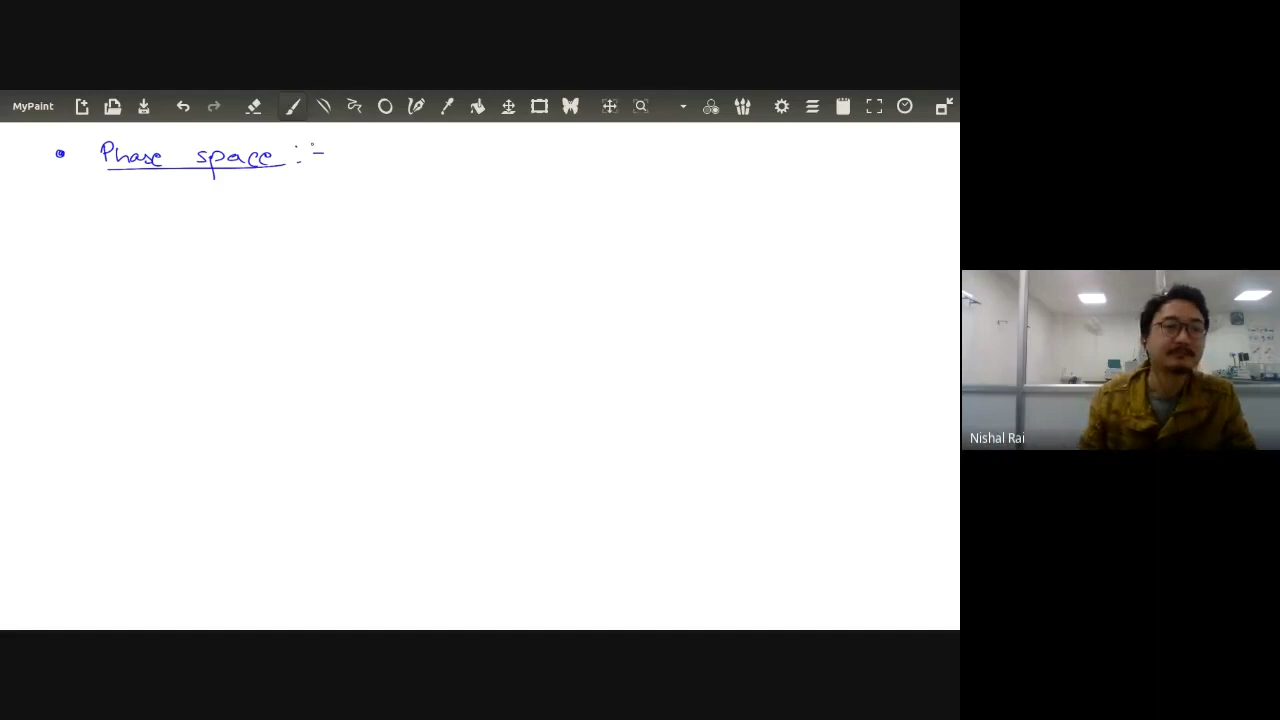 MyPaint
• Phase space :-
Nishal Rai